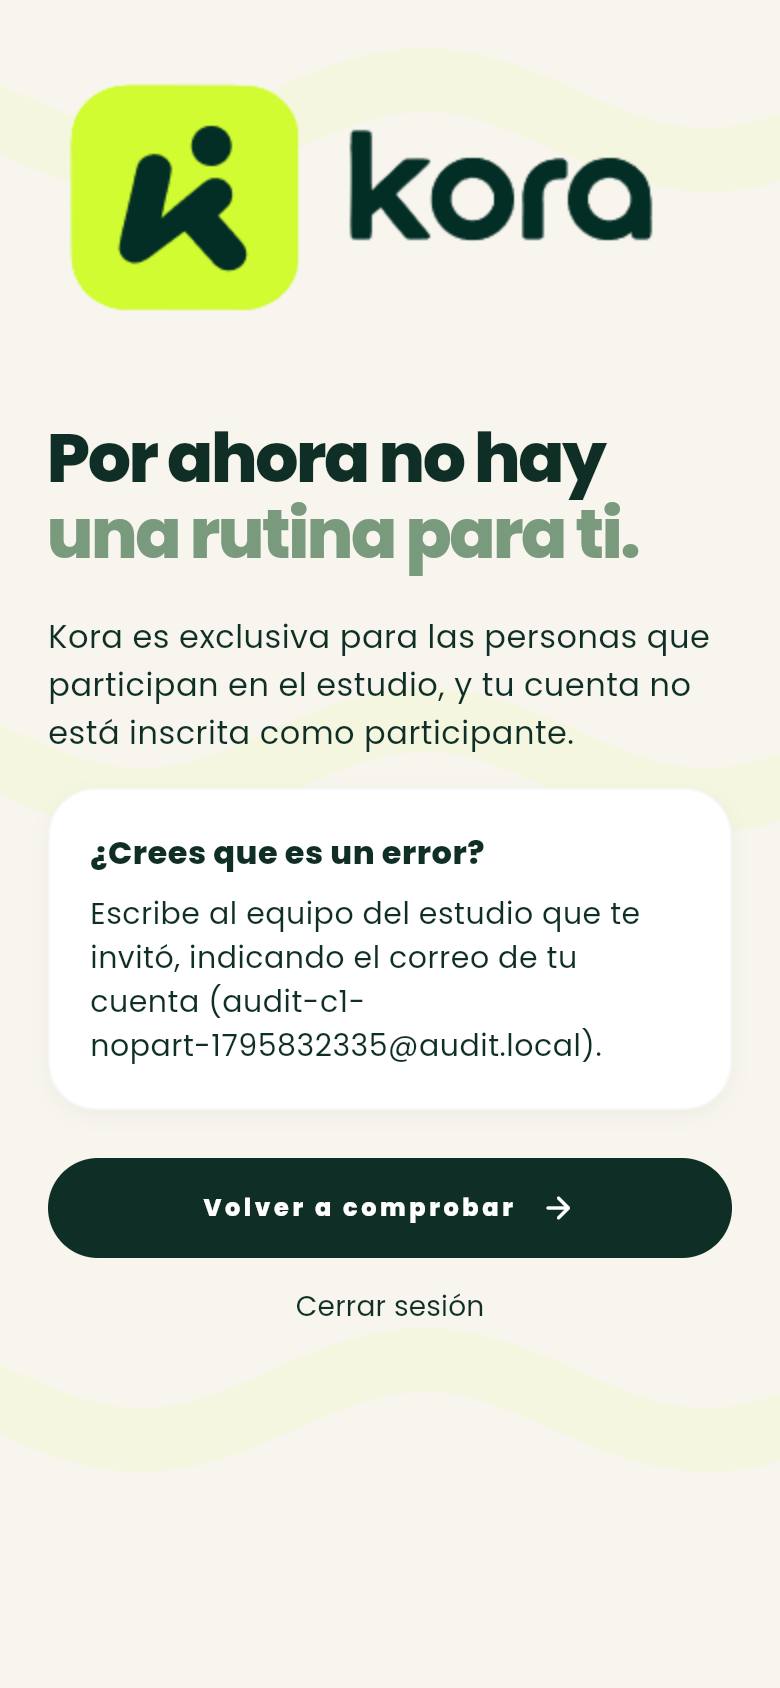 kora
Por ahora no hay
una rutina para ti.
Kora es exclusiva para las personas que
participan en el estudio, y tu cuenta no
está inscrita como participante.
¿Crees que es un error?
Escribe al equipo del estudio que te
invitó, indicando el correo de tu
cuenta (audit-c1-
nopart-1795832335@audit.local).
Volver a comprobar
Cerrar sesión